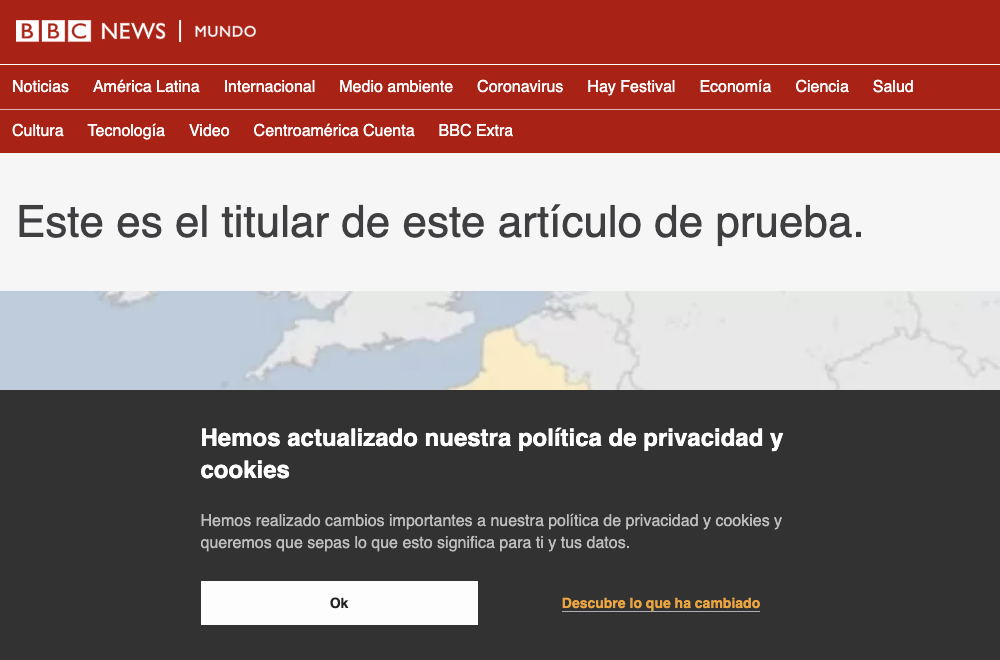 BBC NEWS | MUNDO
Noticias América Latina Internacional Medio ambiente Coronavirus Hay Festival Economía Ciencia Salud
Cultura Tecnología Video Centroamérica Cuenta BBC Extra
Este es el titular de este artículo de prueba.
Hemos actualizado nuestra política de privacidad y
cookies
Hemos realizado cambios importantes a nuestra política de privacidad y cookies y
queremos que sepas lo que esto significa para ti y tus datos.
Ok Descubre lo que ha cambiado